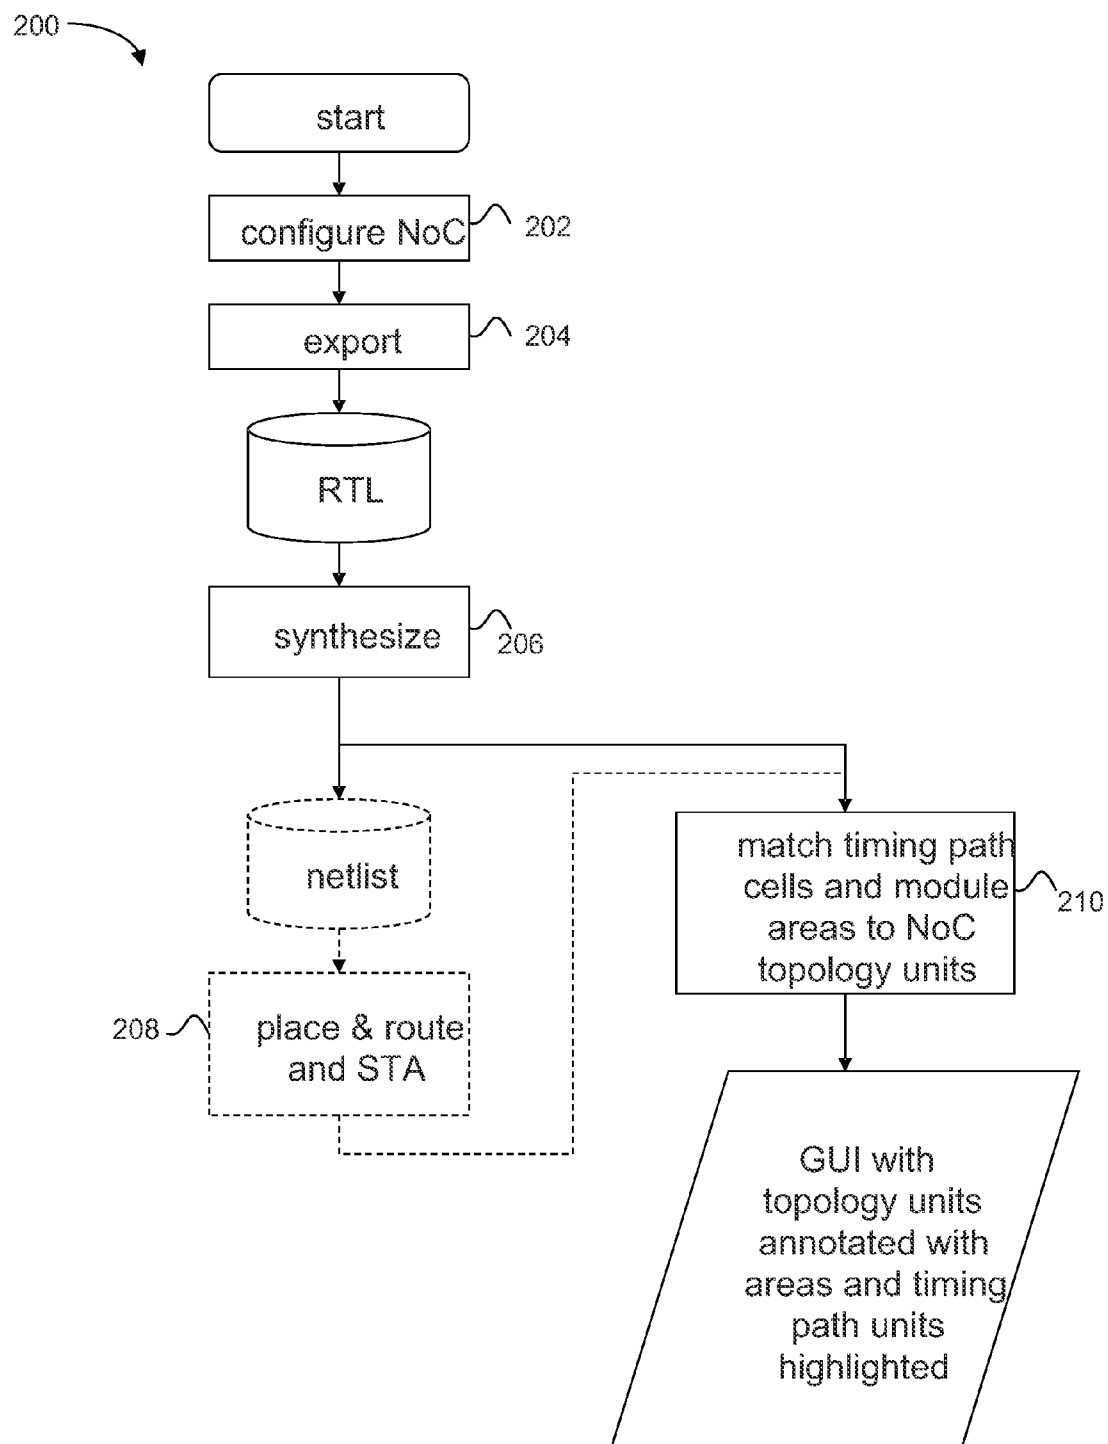 200
start
configure NoC
202
export
204
RTL
synthesize
206
netlist
match timing path
cells and module
areas to NoC
topology units
210
208
place & route
and STA
GUI with
topology units
annotated with
areas and timing
path units
highlighted